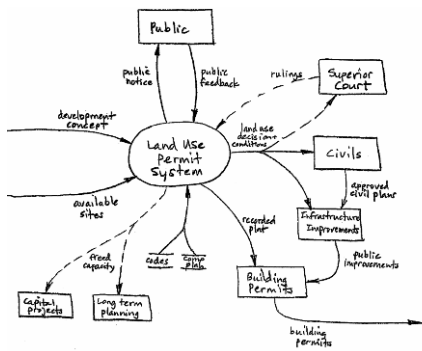 Public
public
notice
public
feedback
rulings
Superior
Court
development
concept
land use
decision +
conditions
Land Use
Permit
System
Civils
available
sites
approved
civil plans
recorded
plat
Infrastructure
Improvements
freed
capacity
codes
comp
plan
public
improvements
Building
Permits
Capital
projects
Long term
planning
building
permits